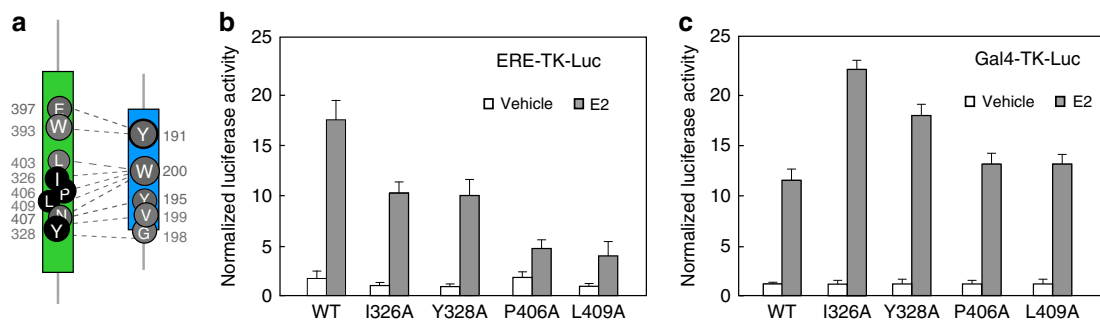 a
397 F
393 W
403 L
326 I
406 P
409 L
407 N
328 Y
Y 191
W 200
Y 195
V 199
G 198
b
Normalized luciferase activity
25
20
15
10
5
0
ERE-TK-Luc
Vehicle E2
WT I326A Y328A P406A L409A
c
Normalized luciferase activity
25
20
15
10
5
0
Gal4-TK-Luc
Vehicle E2
WT I326A Y328A P406A L409A